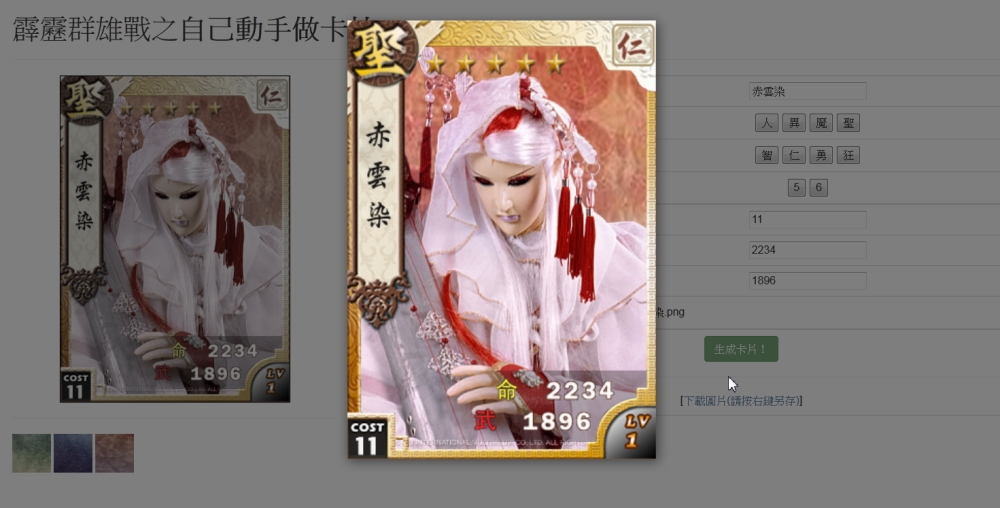 霹靂群雄戰之自己動手做卡
聖
仁
赤雲染
命 2234
武 1896
COST
11
LV
1
聖
仁
赤雲染
命 2234
武 1896
COST
11
LV
1
赤雲染
人 異 魔 聖
智 仁 勇 狂
5 6
11
2234
1896
.png
生成卡片！
[下載圖片(請按右鍵另存)]